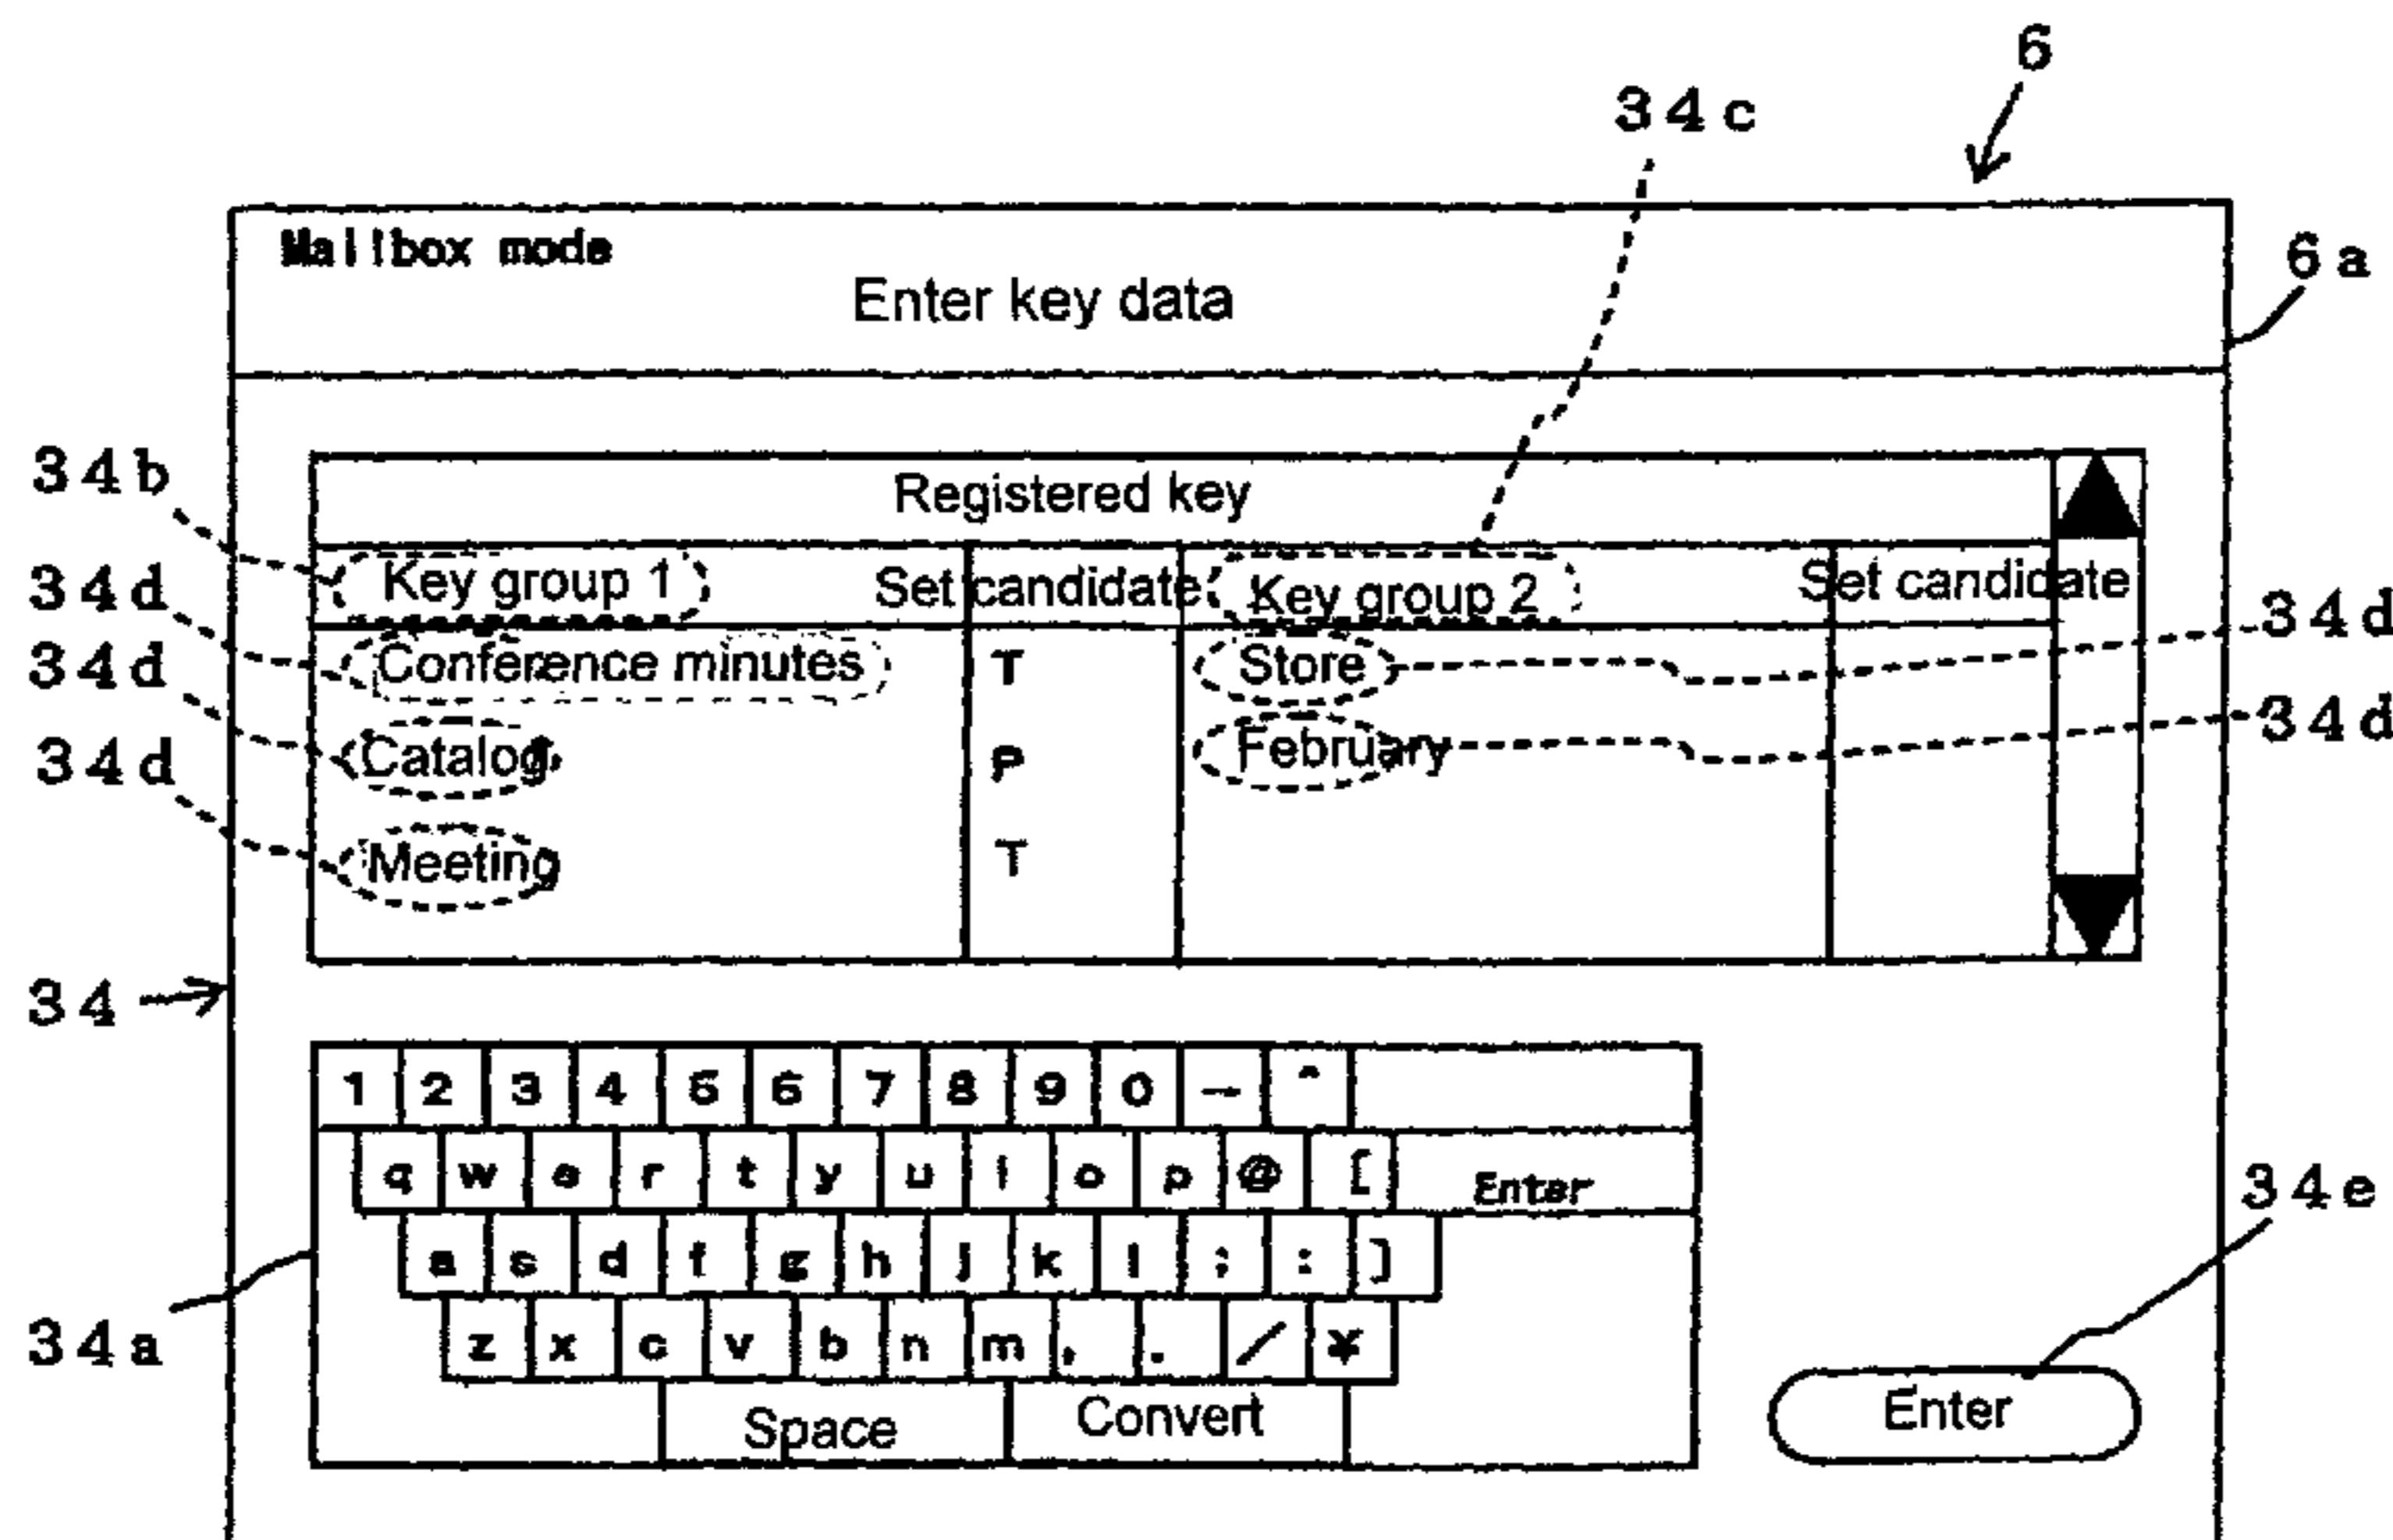 6
34c
Mailbox mode
6a
Enter key data
34b
Registered key
34d
Key group 1 Set candidate Key group 2 Set candidate
34d
34d
Conference minutes T Store
34d
34d
Catalog P February
34d
Meeting T
34
1 2 3 4 5 6 7 8 9 0 - ^
q w e r t y u i o p @ [ Enter
34e
a s d f g h j k l ; : ]
34a
z x c v b n m , . / ¥
Enter
Space Convert